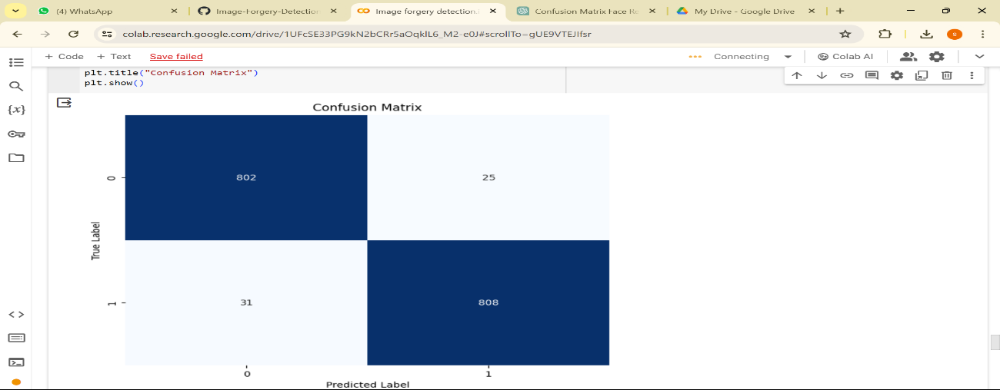 (4) WhatsApp
Image-Forgery-Detection
Image forgery detection.i
Confusion Matrix Face Re
My Drive - Google Drive
colab.research.google.com/drive/1UFcSE33PG9kN2bCRr5aOqklL6_M2-e0J#scrollTo=gUE9VTEJIfsr
s
+ Code + Text Save failed
Connecting
Colab AI
plt.title("Confusion Matrix")
plt.show()
{x}
Confusion Matrix
0
802 25
True Label
1
31 808
0 1
Predicted Label